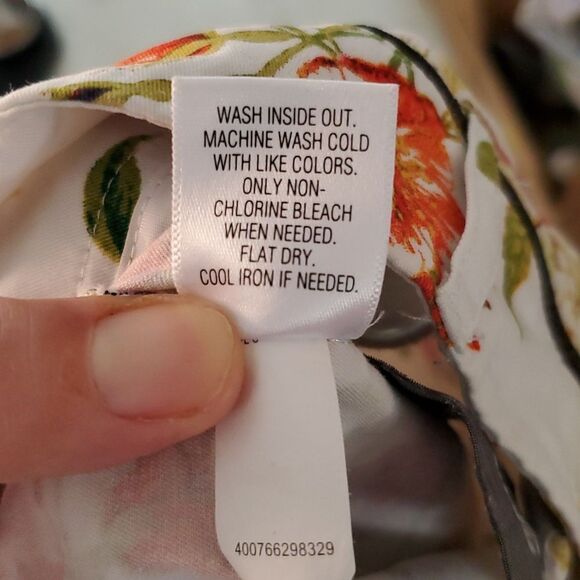 WASH INSIDE OUT.
MACHINE WASH COLD
WITH LIKE COLORS.
ONLY NON-
CHLORINE BLEACH
WHEN NEEDED.
FLAT DRY.
COOL IRON IF NEEDED.
400766298329